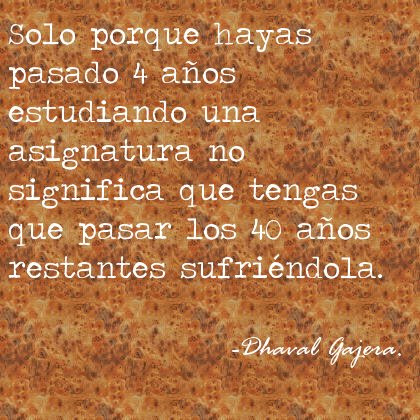 Solo porque hayas
pasado 4 años
estudiando una
asignatura no
significa que tengas
que pasar los 40 años
restantes sufriéndola.
-Dhaval Gajera.